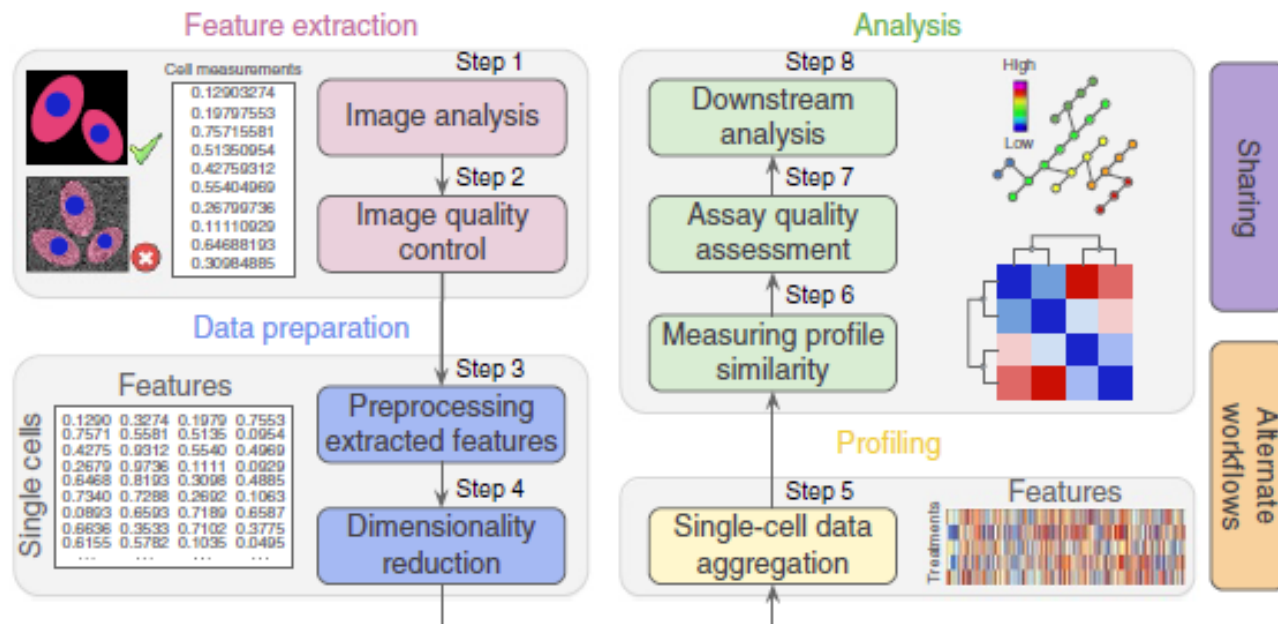 Feature extraction
Step 1
Cell measurements
0.12903274
0.19797553
0.75715581
0.51350954
0.42759312
0.55404969
0.26799736
0.11110929
0.64688193
0.30984885
Image analysis
Step 2
Image quality
control
Data preparation
Step 3
Features
Single cells
0.1290 0.3274 0.1979 0.7553
0.7571 0.5581 0.5135 0.0954
0.4275 0.9312 0.5540 0.4969
0.2679 0.9736 0.1111 0.0929
0.6468 0.8193 0.3098 0.4885
0.7340 0.7288 0.2692 0.1063
0.0893 0.6593 0.7189 0.6587
0.6636 0.3533 0.7102 0.3775
0.6155 0.5782 0.1035 0.0495
... ... ... ...
Preprocessing
extracted features
Step 4
Dimensionality
reduction
Analysis
Step 8
Downstream
analysis
High
Low
Step 7
Assay quality
assessment
Step 6
Measuring profile
similarity
Profiling
Step 5
Single-cell data
aggregation
Features
Treatments
Sharing
Alternate
workflows